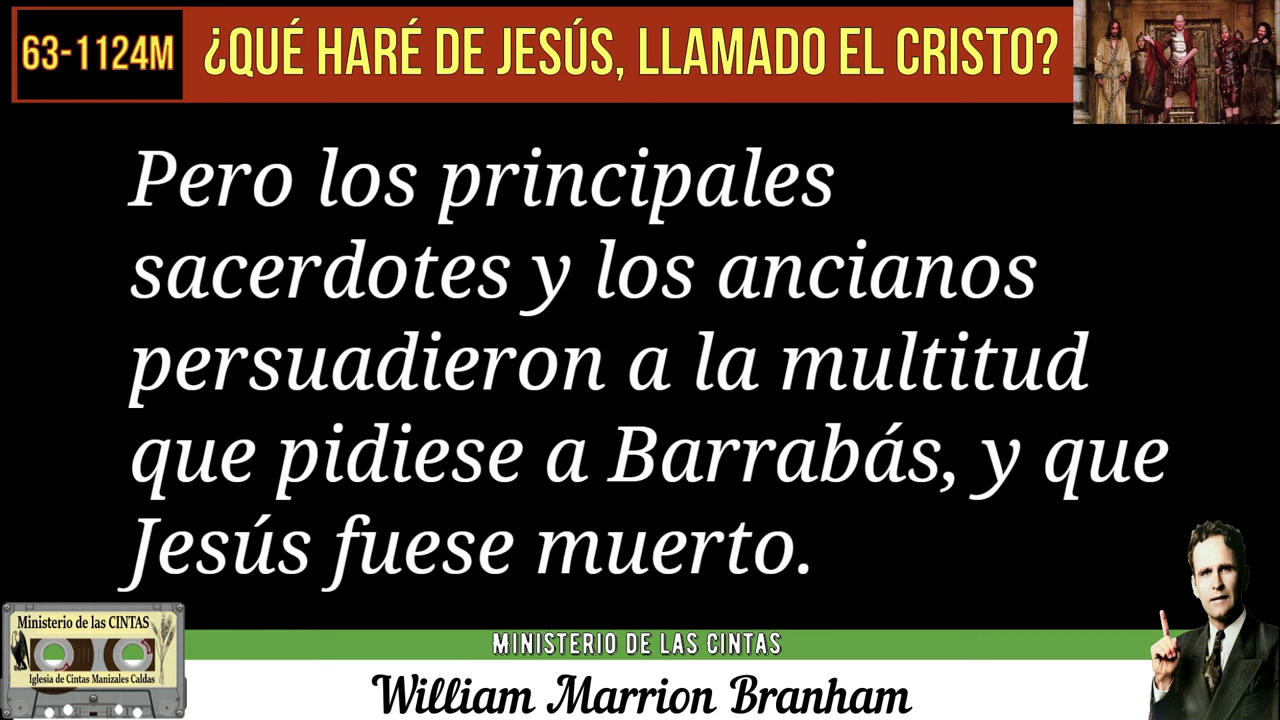 63-1124M
¿QUÉ HARÉ DE JESÚS, LLAMADO EL CRISTO?
Pero los principales
sacerdotes y los ancianos
persuadieron a la multitud
que pidiese a Barrabás, y que
Jesús fuese muerto.
Ministerio de las CINTAS
Iglesia de Cintas Manizales Caldas
MINISTERIO DE LAS CINTAS
William Marrion Branham